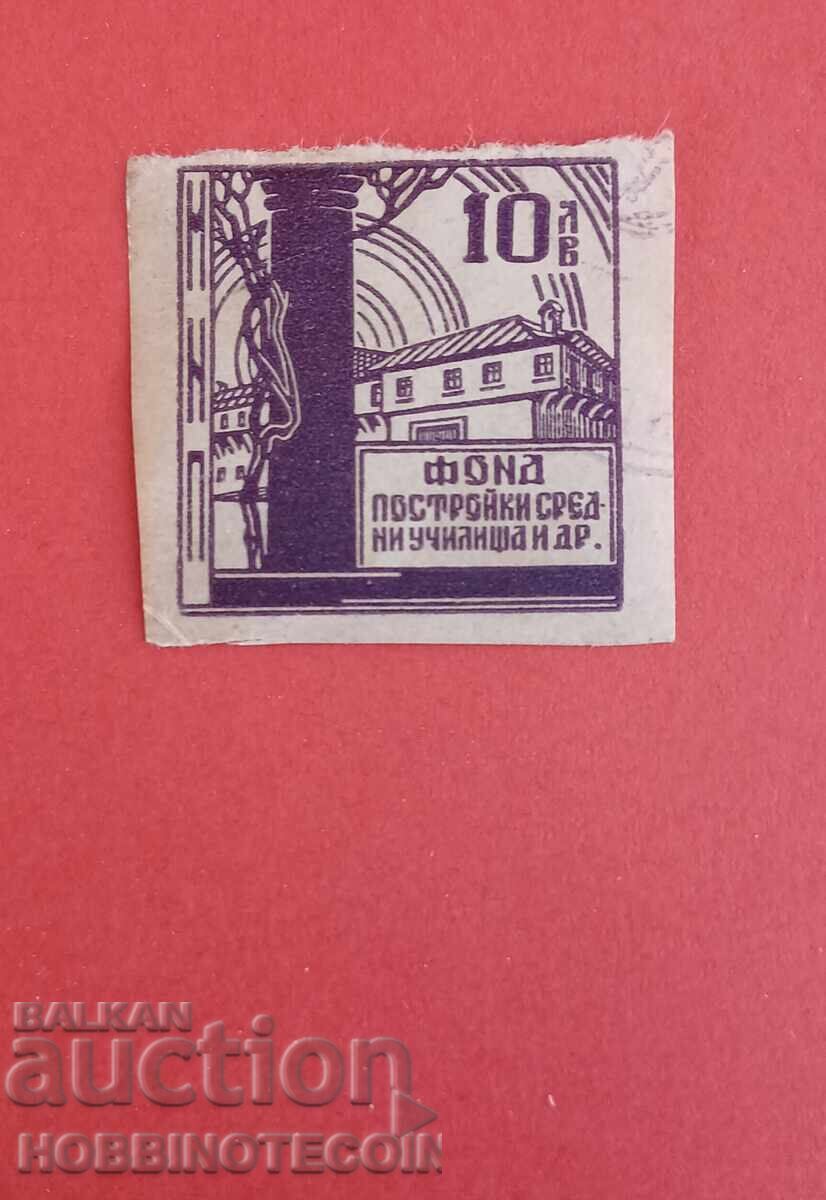 М
Н
П
10 ЛВ
ФОНД
ПОСТРОЙКИ СРЕД-
НИ УЧИЛИЩА И ДР.
BALKAN
auction
HOBBINOTECOIN